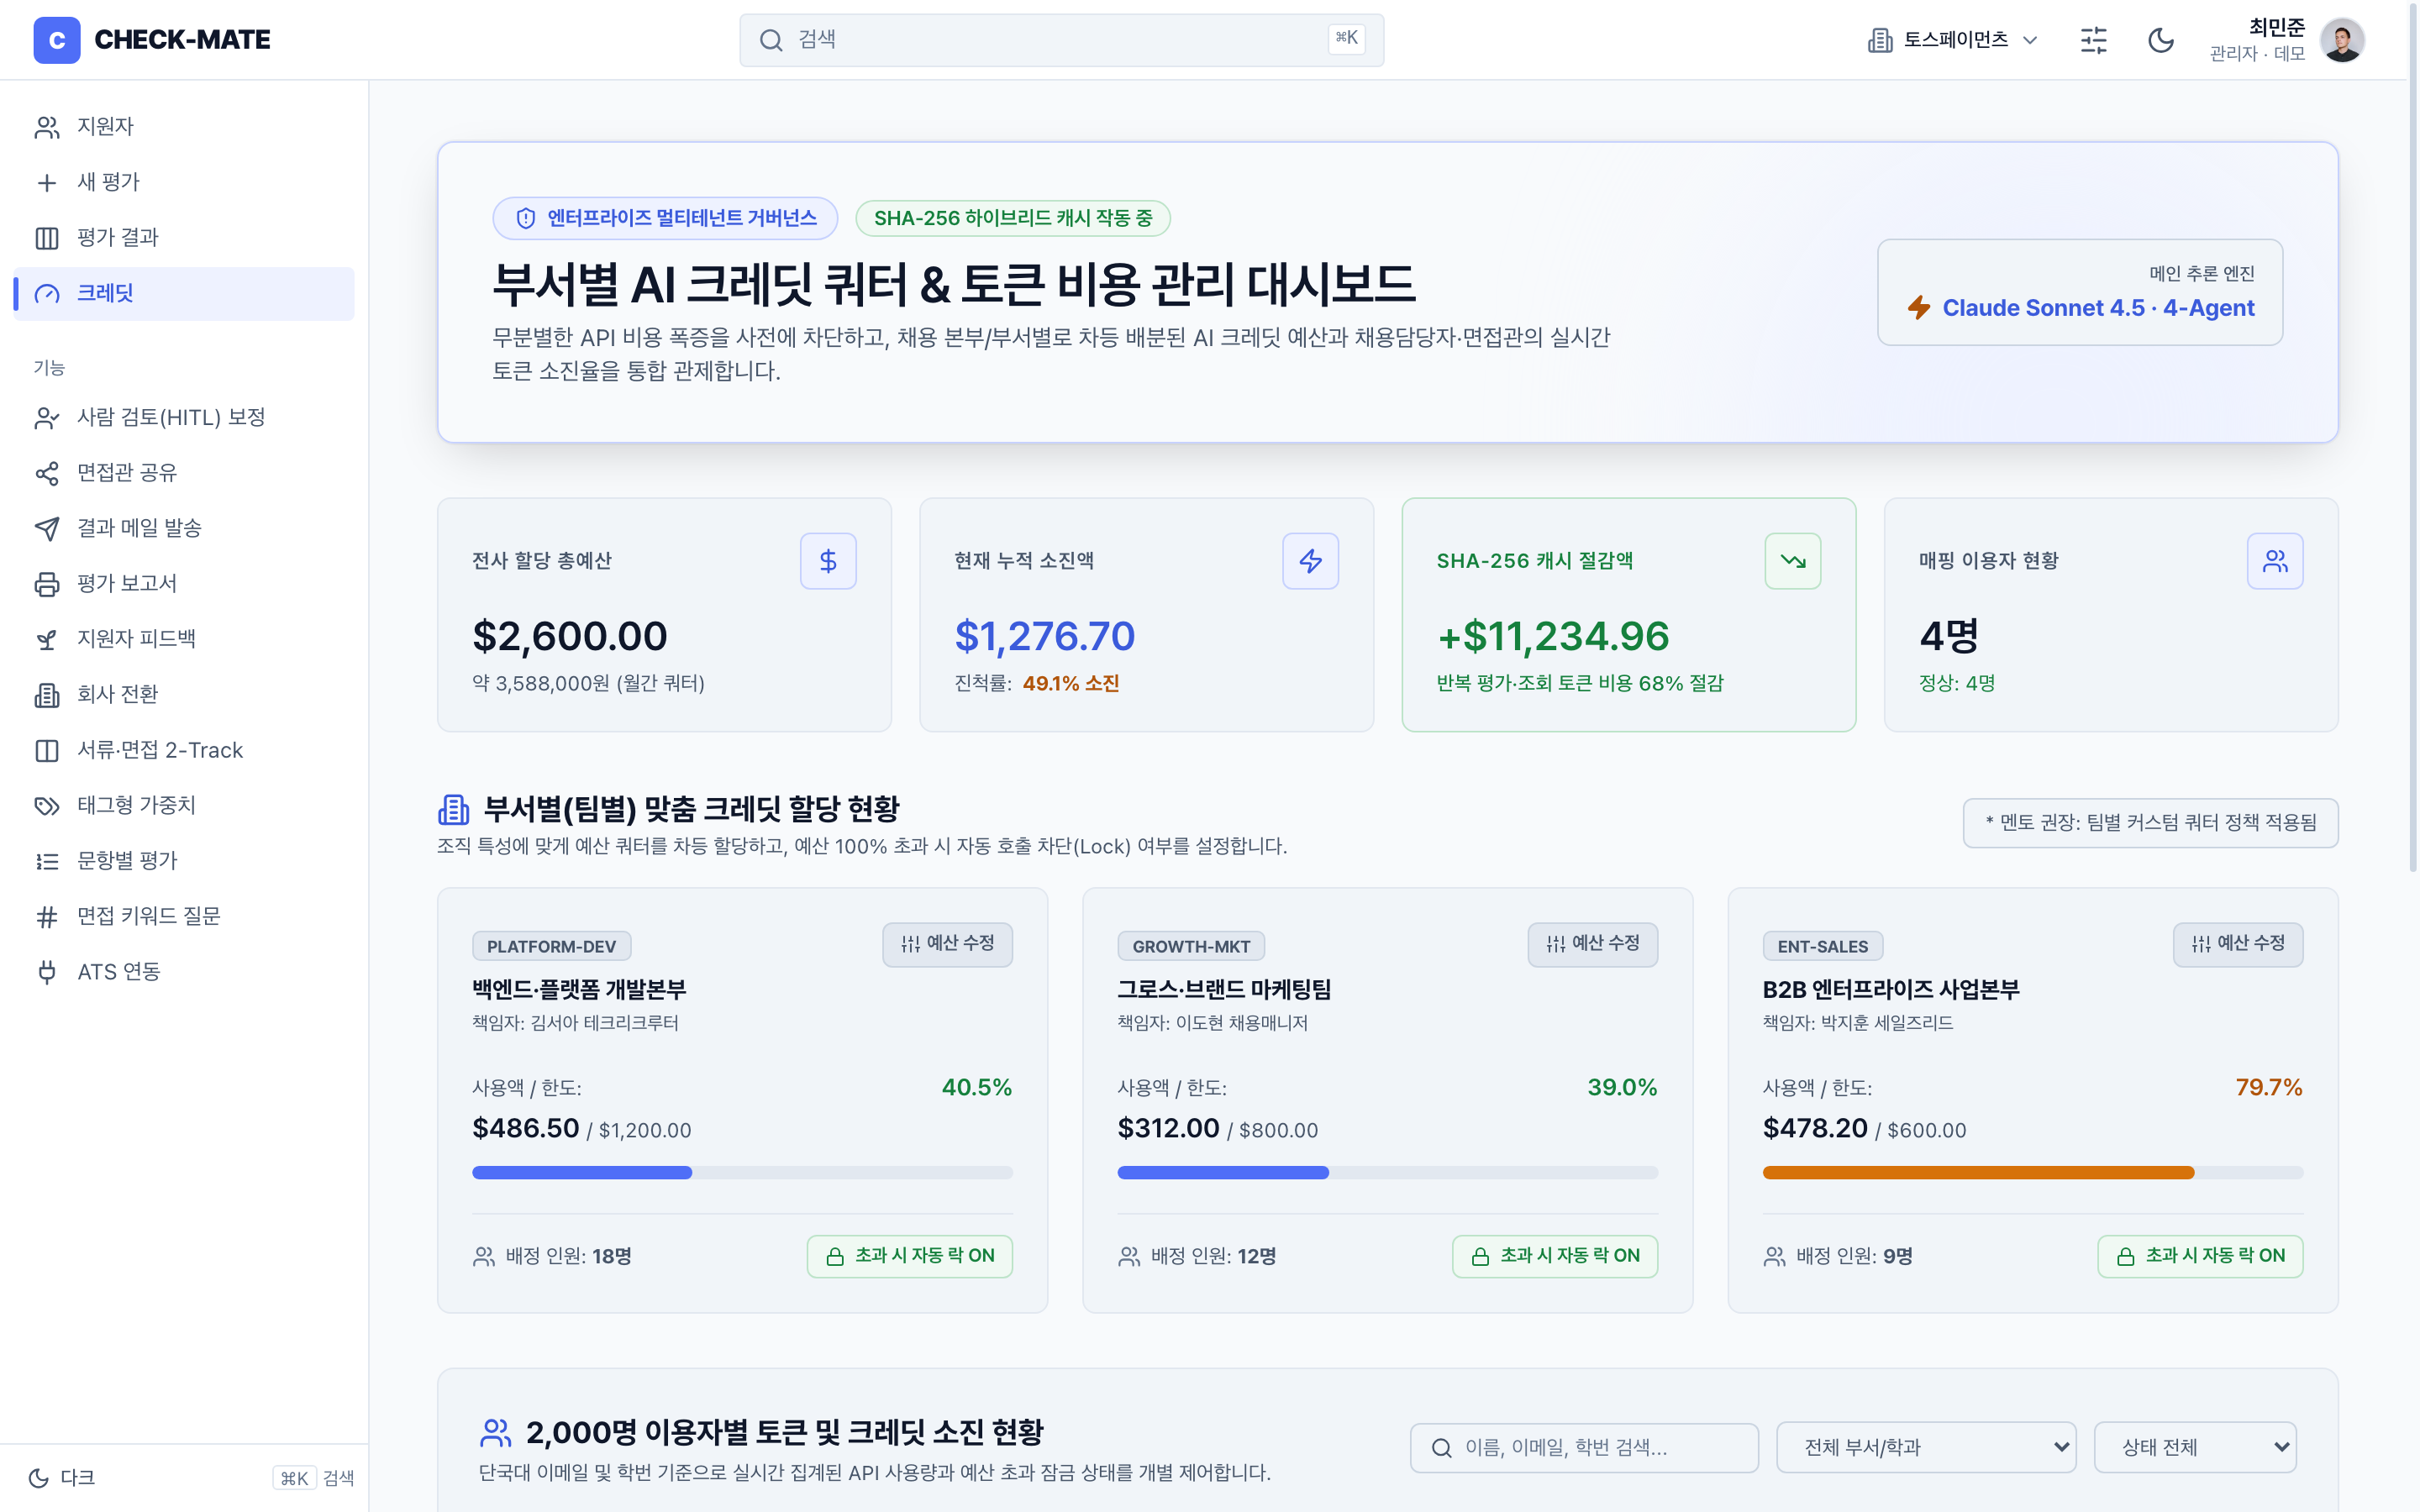 C CHECK-MATE
검색 ⌘K
토스페이먼츠
최민준
관리자 · 데모
지원자
새 평가
평가 결과
크레딧
기능
사람 검토(HITL) 보정
면접관 공유
결과 메일 발송
평가 보고서
지원자 피드백
회사 전환
서류·면접 2-Track
태그형 가중치
문항별 평가
면접 키워드 질문
ATS 연동
다크 ⌘K 검색
엔터프라이즈 멀티테넌트 거버넌스 SHA-256 하이브리드 캐시 작동 중
부서별 AI 크레딧 쿼터 & 토큰 비용 관리 대시보드
무분별한 API 비용 폭증을 사전에 차단하고, 채용 본부/부서별로 차등 배분된 AI 크레딧 예산과 채용담당자·면접관의 실시간
토큰 소진율을 통합 관제합니다.
메인 추론 엔진
Claude Sonnet 4.5 · 4-Agent
전사 할당 총예산
$2,600.00
약 3,588,000원 (월간 쿼터)
현재 누적 소진액
$1,276.70
진척률: 49.1% 소진
SHA-256 캐시 절감액
+$11,234.96
반복 평가·조회 토큰 비용 68% 절감
매핑 이용자 현황
4명
정상: 4명
부서별(팀별) 맞춤 크레딧 할당 현황
조직 특성에 맞게 예산 쿼터를 차등 할당하고, 예산 100% 초과 시 자동 호출 차단(Lock) 여부를 설정합니다.
* 멘토 권장: 팀별 커스텀 쿼터 정책 적용됨
PLATFORM-DEV 예산 수정
백엔드·플랫폼 개발본부
책임자: 김서아 테크리크루터
사용액 / 한도: 40.5%
$486.50 / $1,200.00
배정 인원: 18명 초과 시 자동 락 ON
GROWTH-MKT 예산 수정
그로스·브랜드 마케팅팀
책임자: 이도현 채용매니저
사용액 / 한도: 39.0%
$312.00 / $800.00
배정 인원: 12명 초과 시 자동 락 ON
ENT-SALES 예산 수정
B2B 엔터프라이즈 사업본부
책임자: 박지훈 세일즈리드
사용액 / 한도: 79.7%
$478.20 / $600.00
배정 인원: 9명 초과 시 자동 락 ON
2,000명 이용자별 토큰 및 크레딧 소진 현황
단국대 이메일 및 학번 기준으로 실시간 집계된 API 사용량과 예산 초과 잠금 상태를 개별 제어합니다.
이름, 이메일, 학번 검색... 전체 부서/학과 상태 전체